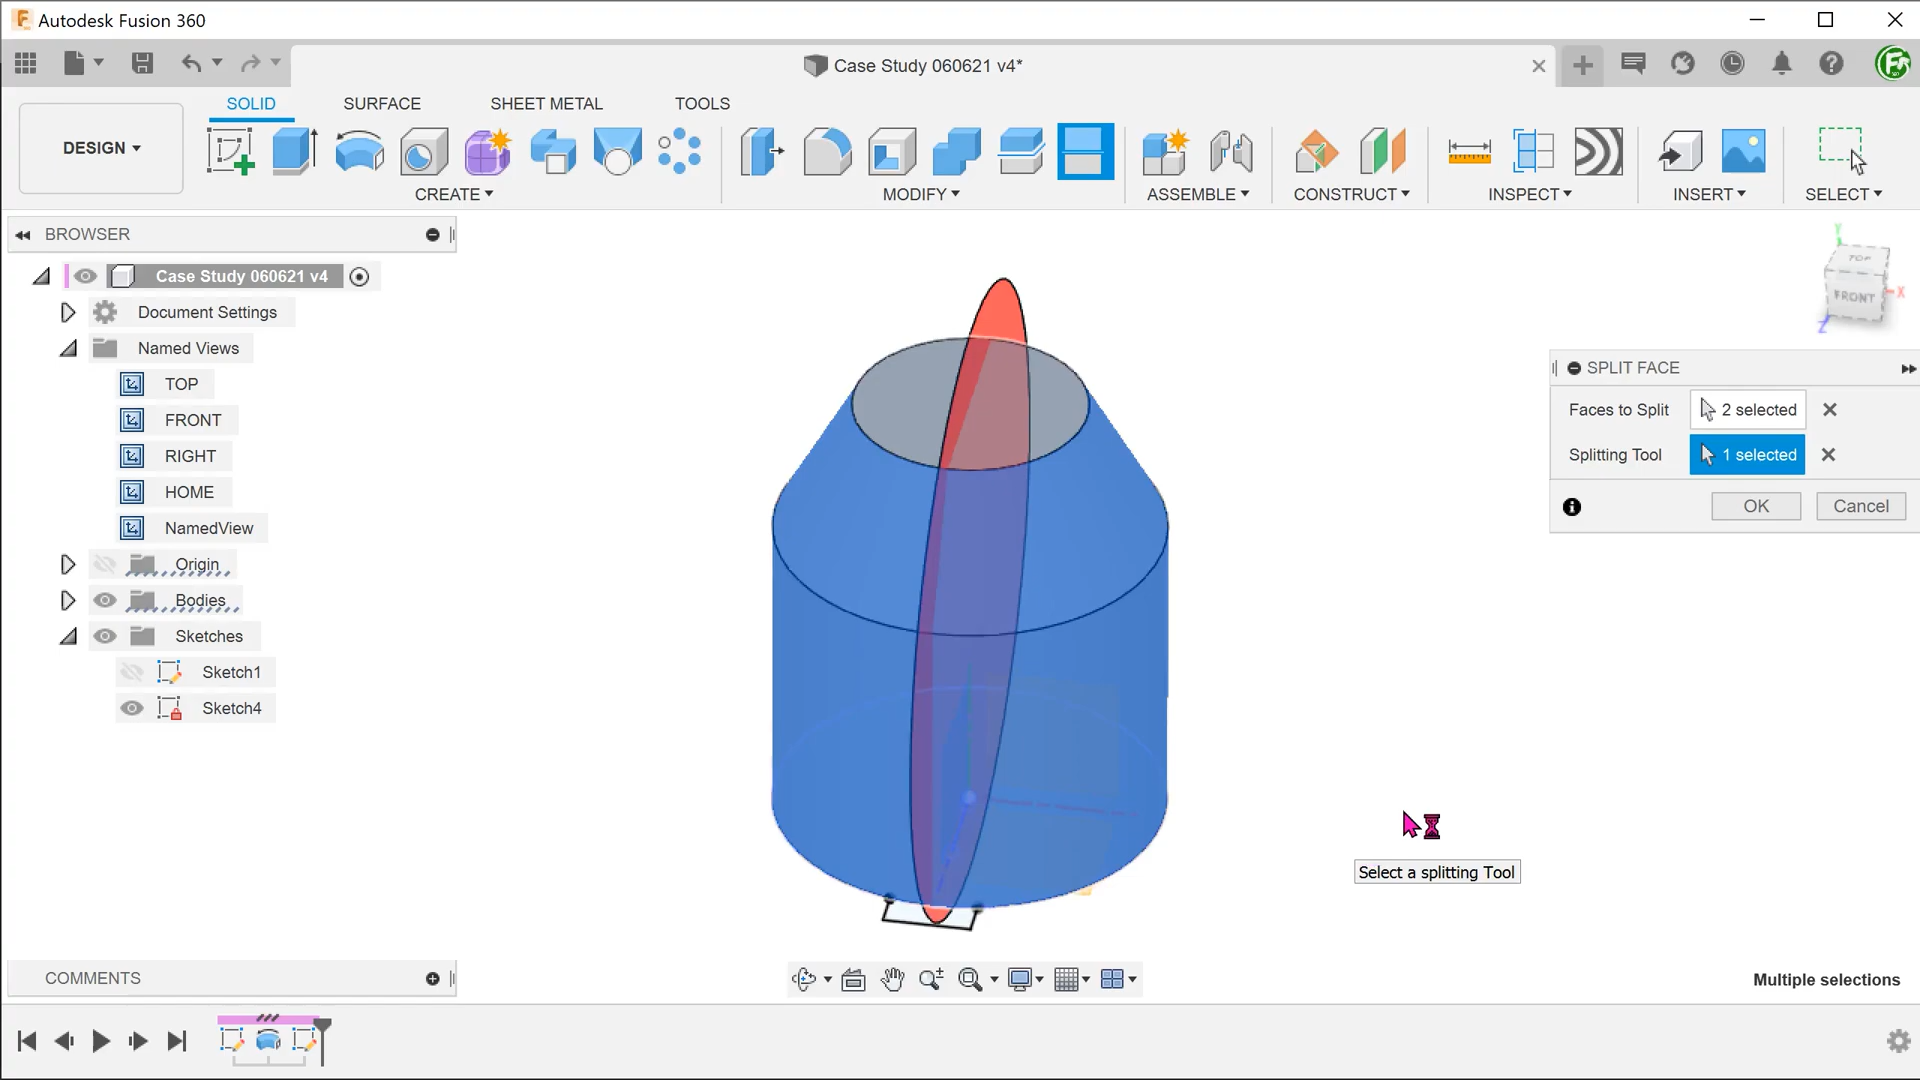 Autodesk Fusion 360
Case Study 060621 v4*
SOLID
SURFACE
SHEET METAL
TOOLS
DESIGN
CREATE
MODIFY
ASSEMBLE
CONSTRUCT
INSPECT
INSERT
SELECT
BROWSER
Case Study 060621 v4
Document Settings
Named Views
TOP
FRONT
RIGHT
HOME
NamedView
Origin
Bodies
Sketches
Sketch1
Sketch4
Y
TOP
FRONT
X
Z
SPLIT FACE
Faces to Split
2 selected
Splitting Tool
1 selected
OK
Cancel
Select a splitting Tool
COMMENTS
Multiple selections